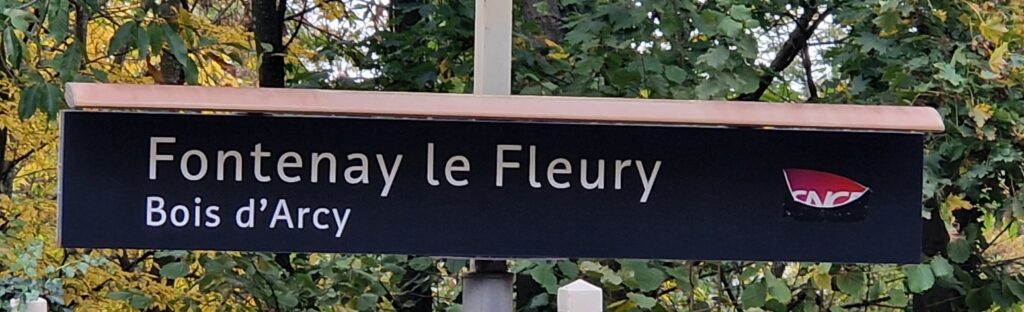 Fontenay le Fleury
Bois d'Arcy
SNCF